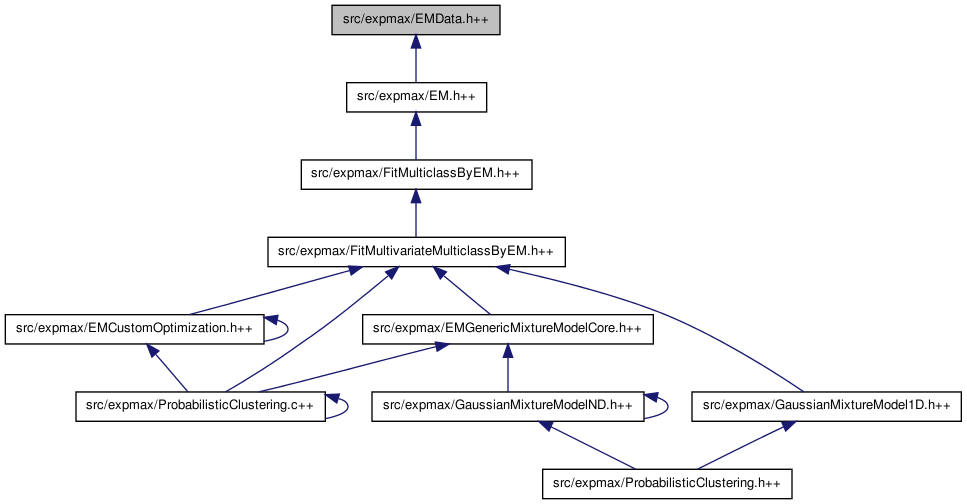 src/expmax/EMData.h++
src/expmax/EM.h++
src/expmax/FitMulticlassByEM.h++
src/expmax/FitMultivariateMulticlassByEM.h++
src/expmax/EMCustomOptimization.h++
src/expmax/EMGenericMixtureModelCore.h++
src/expmax/ProbabilisticClustering.c++
src/expmax/GaussianMixtureModelND.h++
src/expmax/GaussianMixtureModel1D.h++
src/expmax/ProbabilisticClustering.h++